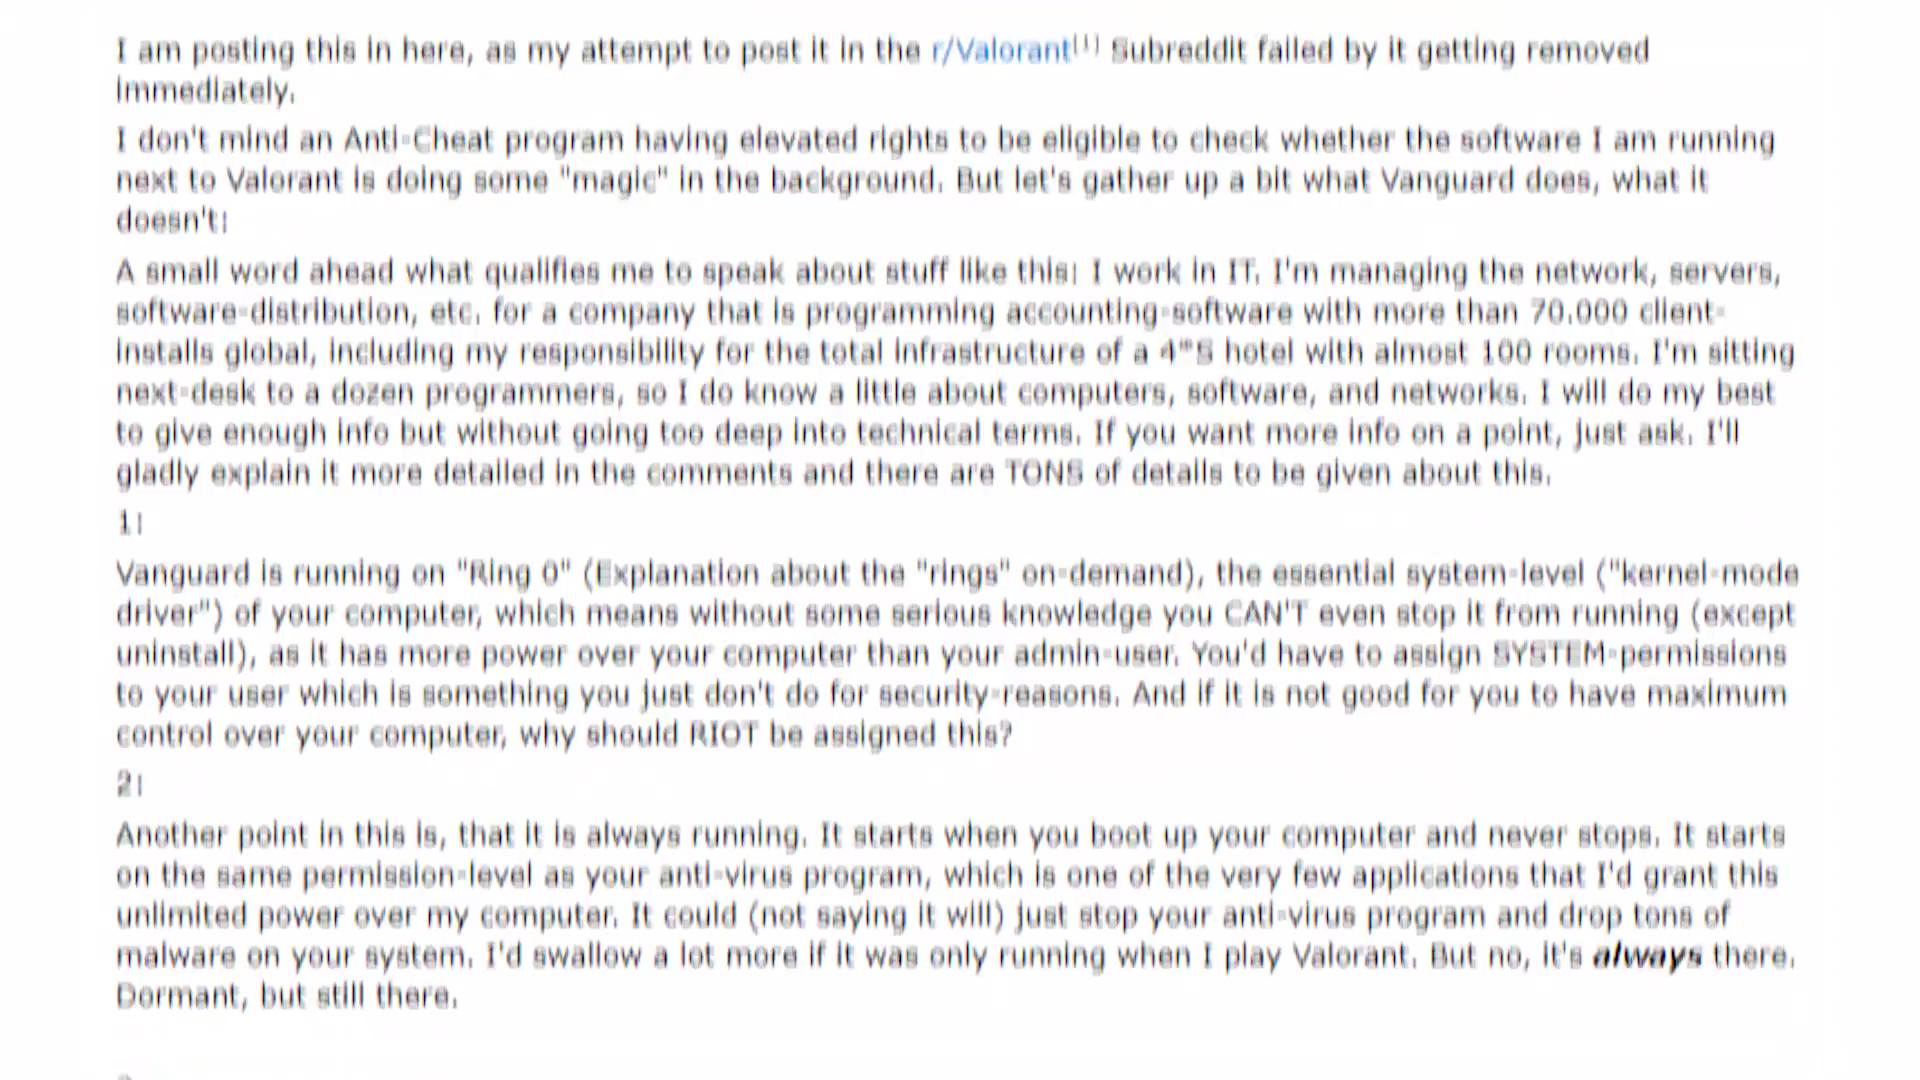 I am posting this in here, as my attempt to post it in the r/Valorant[1] Subreddit failed by it getting removed
immediately.
I don't mind an Anti-Cheat program having elevated rights to be eligible to check whether the software I am running
next to Valorant is doing some "magic" in the background. But let's gather up a bit what Vanguard does, what it
doesn't:
A small word ahead what qualifies me to speak about stuff like this: I work in IT. I'm managing the network, servers,
software-distribution, etc. for a company that is programming accounting-software with more than 70.000 client-
installs global, including my responsibility for the total infrastructure of a hotel with almost 100 rooms. I'm sitting
next-desk to a dozen programmers, so I do know a little about computers, software, and networks. I will do my best
to give enough info but without going too deep into technical terms. If you want more info on a point, just ask. I'll
gladly explain it more detailed in the comments and there are TONS of details to be given about this.
1:
Vanguard is running on "Ring 0" (Explanation about the "rings" on-demand), the essential system-level ("kernel-mode
driver") of your computer, which means without some serious knowledge you CAN'T even stop it from running (except
uninstall), as it has more power over your computer than your admin-user. You'd have to assign SYSTEM-permissions
to your user which is something you just don't do for security-reasons. And if it is not good for you to have maximum
control over your computer, why should RIOT be assigned this?
2:
Another point in this is, that it is always running. It starts when you boot up your computer and never stops. It starts
on the same permission-level as your anti-virus program, which is one of the very few applications that I'd grant this
unlimited power over my computer. It could (not saying it will) just stop your anti-virus program and drop tons of
malware on your system. I'd swallow a lot more if it was only running when I play Valorant. But no, it's always there.
Dormant, but still there.